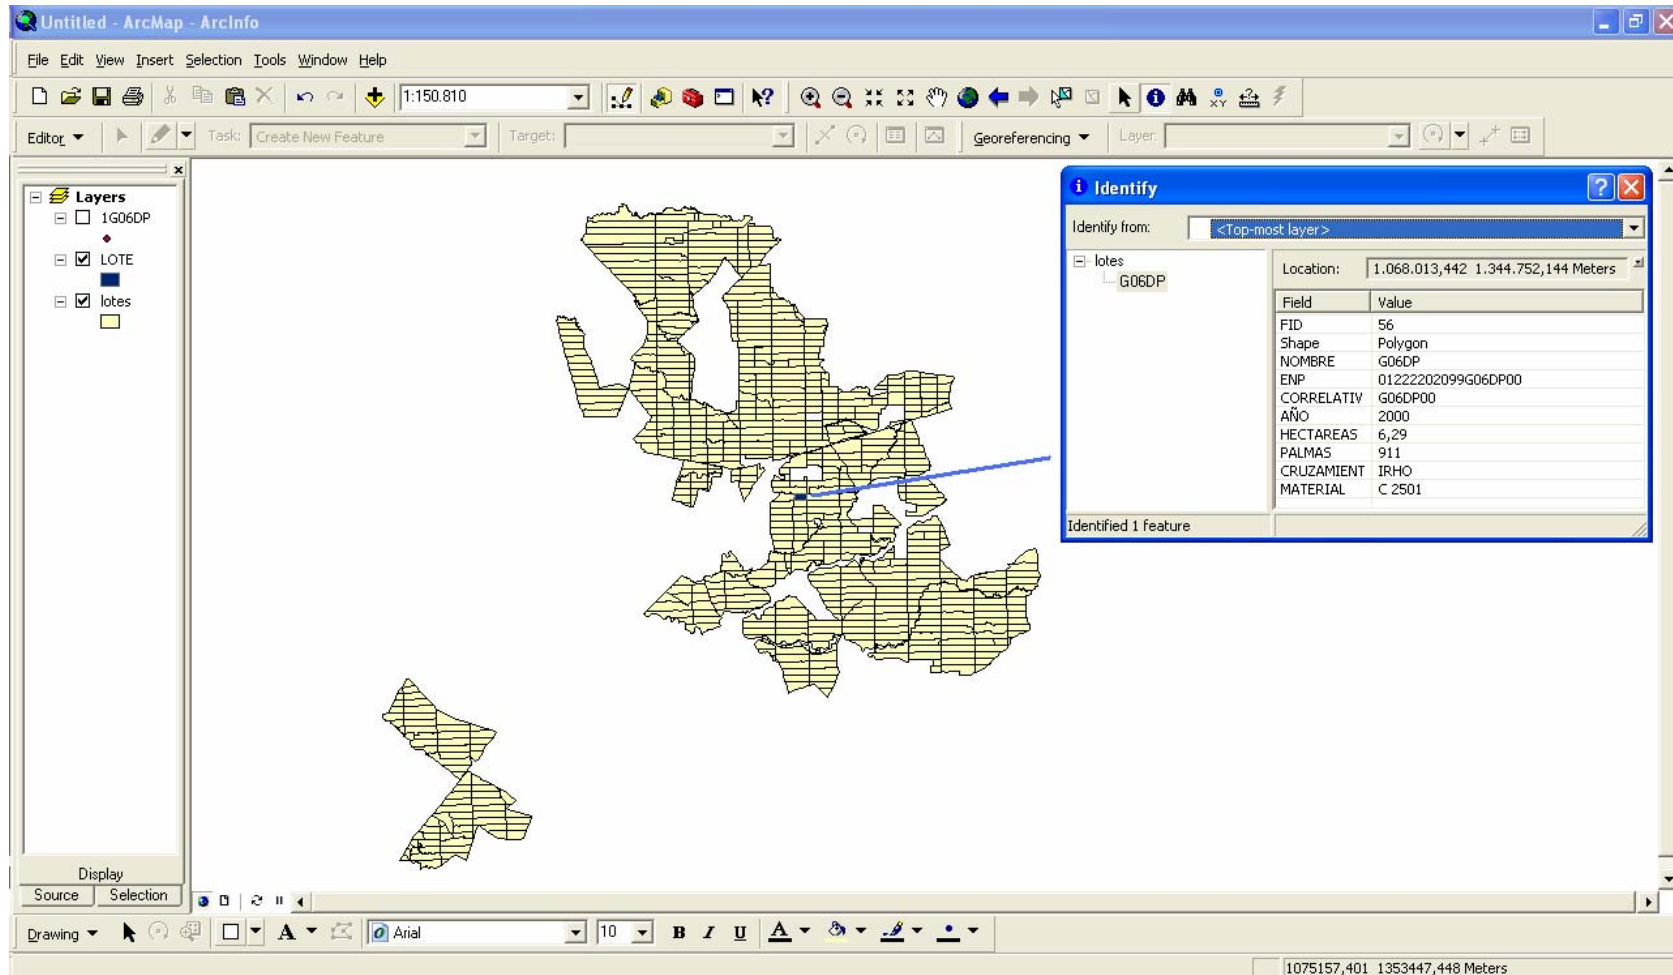 Untitled - ArcMap - ArcInfo
File Edit View Insert Selection Tools Window Help
1:150.810
Editor Task: Create New Feature Target: Georeferencing Layer:
Layers
1G06DP
LOTE
lotes
Display
Source Selection
Identify
Identify from: <Top-most layer>
lotes
G06DP
Location: 1.068.013,442 1.344.752,144 Meters
Field Value
FID 56
Shape Polygon
NOMBRE G06DP
ENP 01222202099G06DP00
CORRELATIV G06DP00
AÑO 2000
HECTAREAS 6,29
PALMAS 911
CRUZAMIENT IRHO
MATERIAL C 2501
Identified 1 feature
Drawing A Arial 10 B I U A
1075157,401 1353447,448 Meters